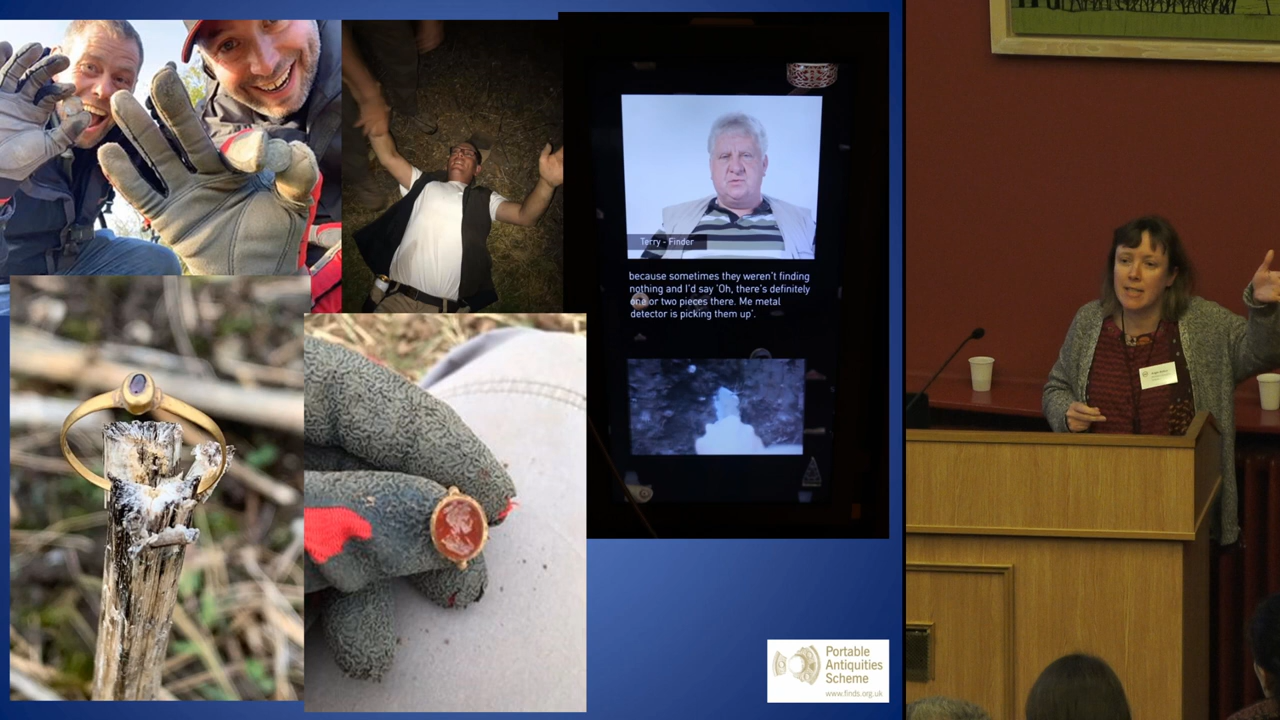 Terry - Finder
because sometimes they weren't finding
nothing and I'd say 'Oh, there's definitely
one or two pieces there. Me metal
detector is picking them up'.
Portable
Antiquities
Scheme
www.finds.org.uk